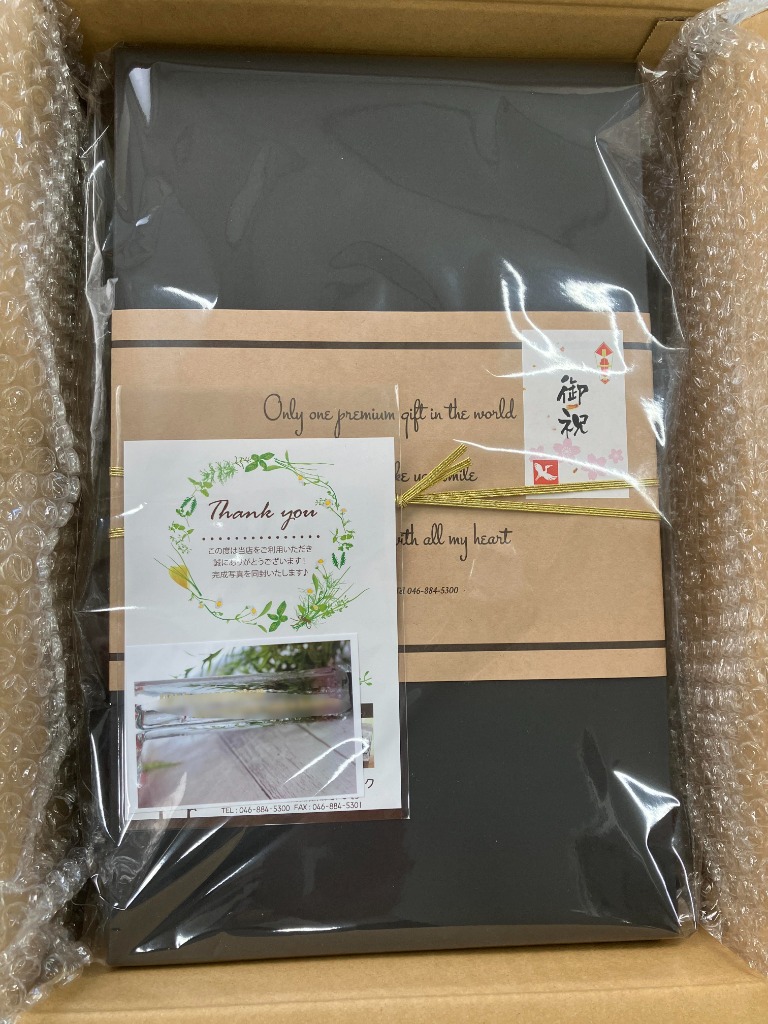 Only one premium gift in the world
御祝
smile
with all my heart
Tel 046-884-5300
Thank you
この度は当店をご利用いただき
誠にありがとうございます!
完成写真を同封いたします♪
ク
TEL : 046-884-5300 FAX : 046-884-5301